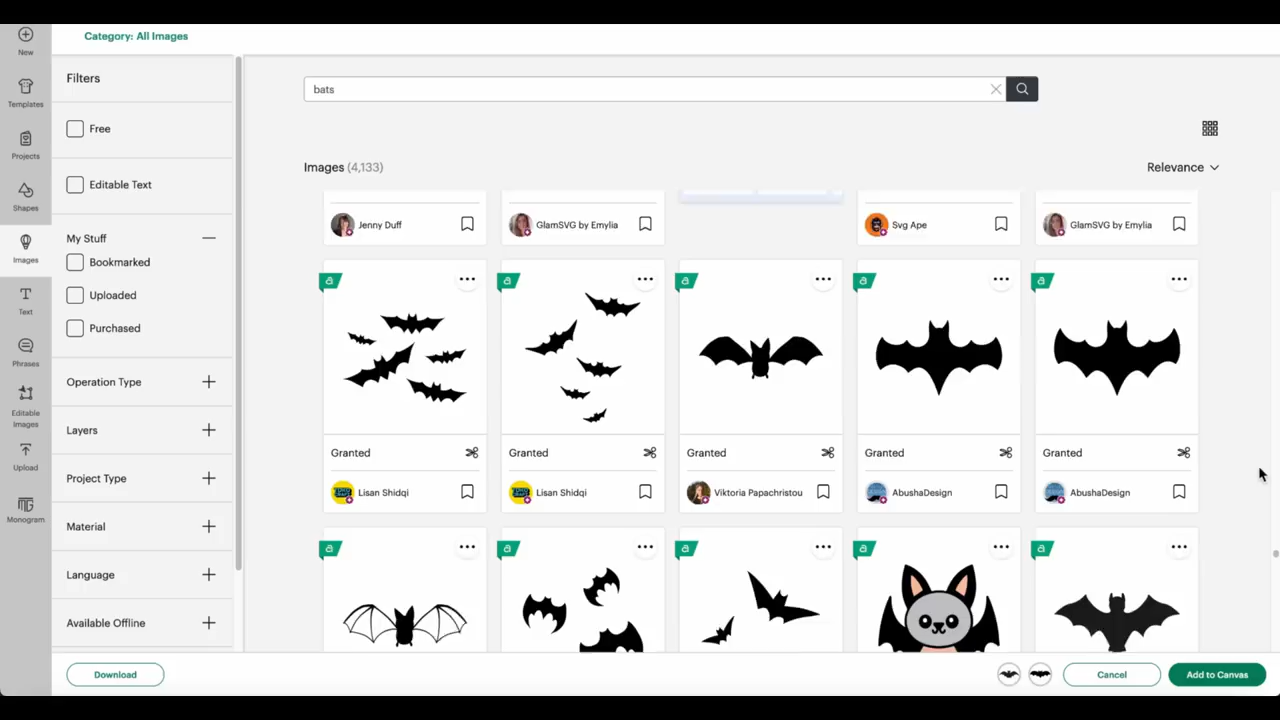 Category: All Images
New
Templates
Projects
Shapes
Images
Text
Phrases
Editable
Images
Upload
Monogram
Filters
Free
Editable Text
My Stuff
Bookmarked
Uploaded
Purchased
Operation Type
Layers
Project Type
Material
Language
Available Offline
bats
Images (4,133)
Relevance
Jenny Duff
GlamSVG by Emylia
Svg Ape
GlamSVG by Emylia
a
a
a
a
a
Granted
Granted
Granted
Granted
Granted
Lisan Shidqi
Lisan Shidqi
Viktoria Papachristou
AbushaDesign
AbushaDesign
a
a
a
a
a
Download
Cancel
Add to Canvas